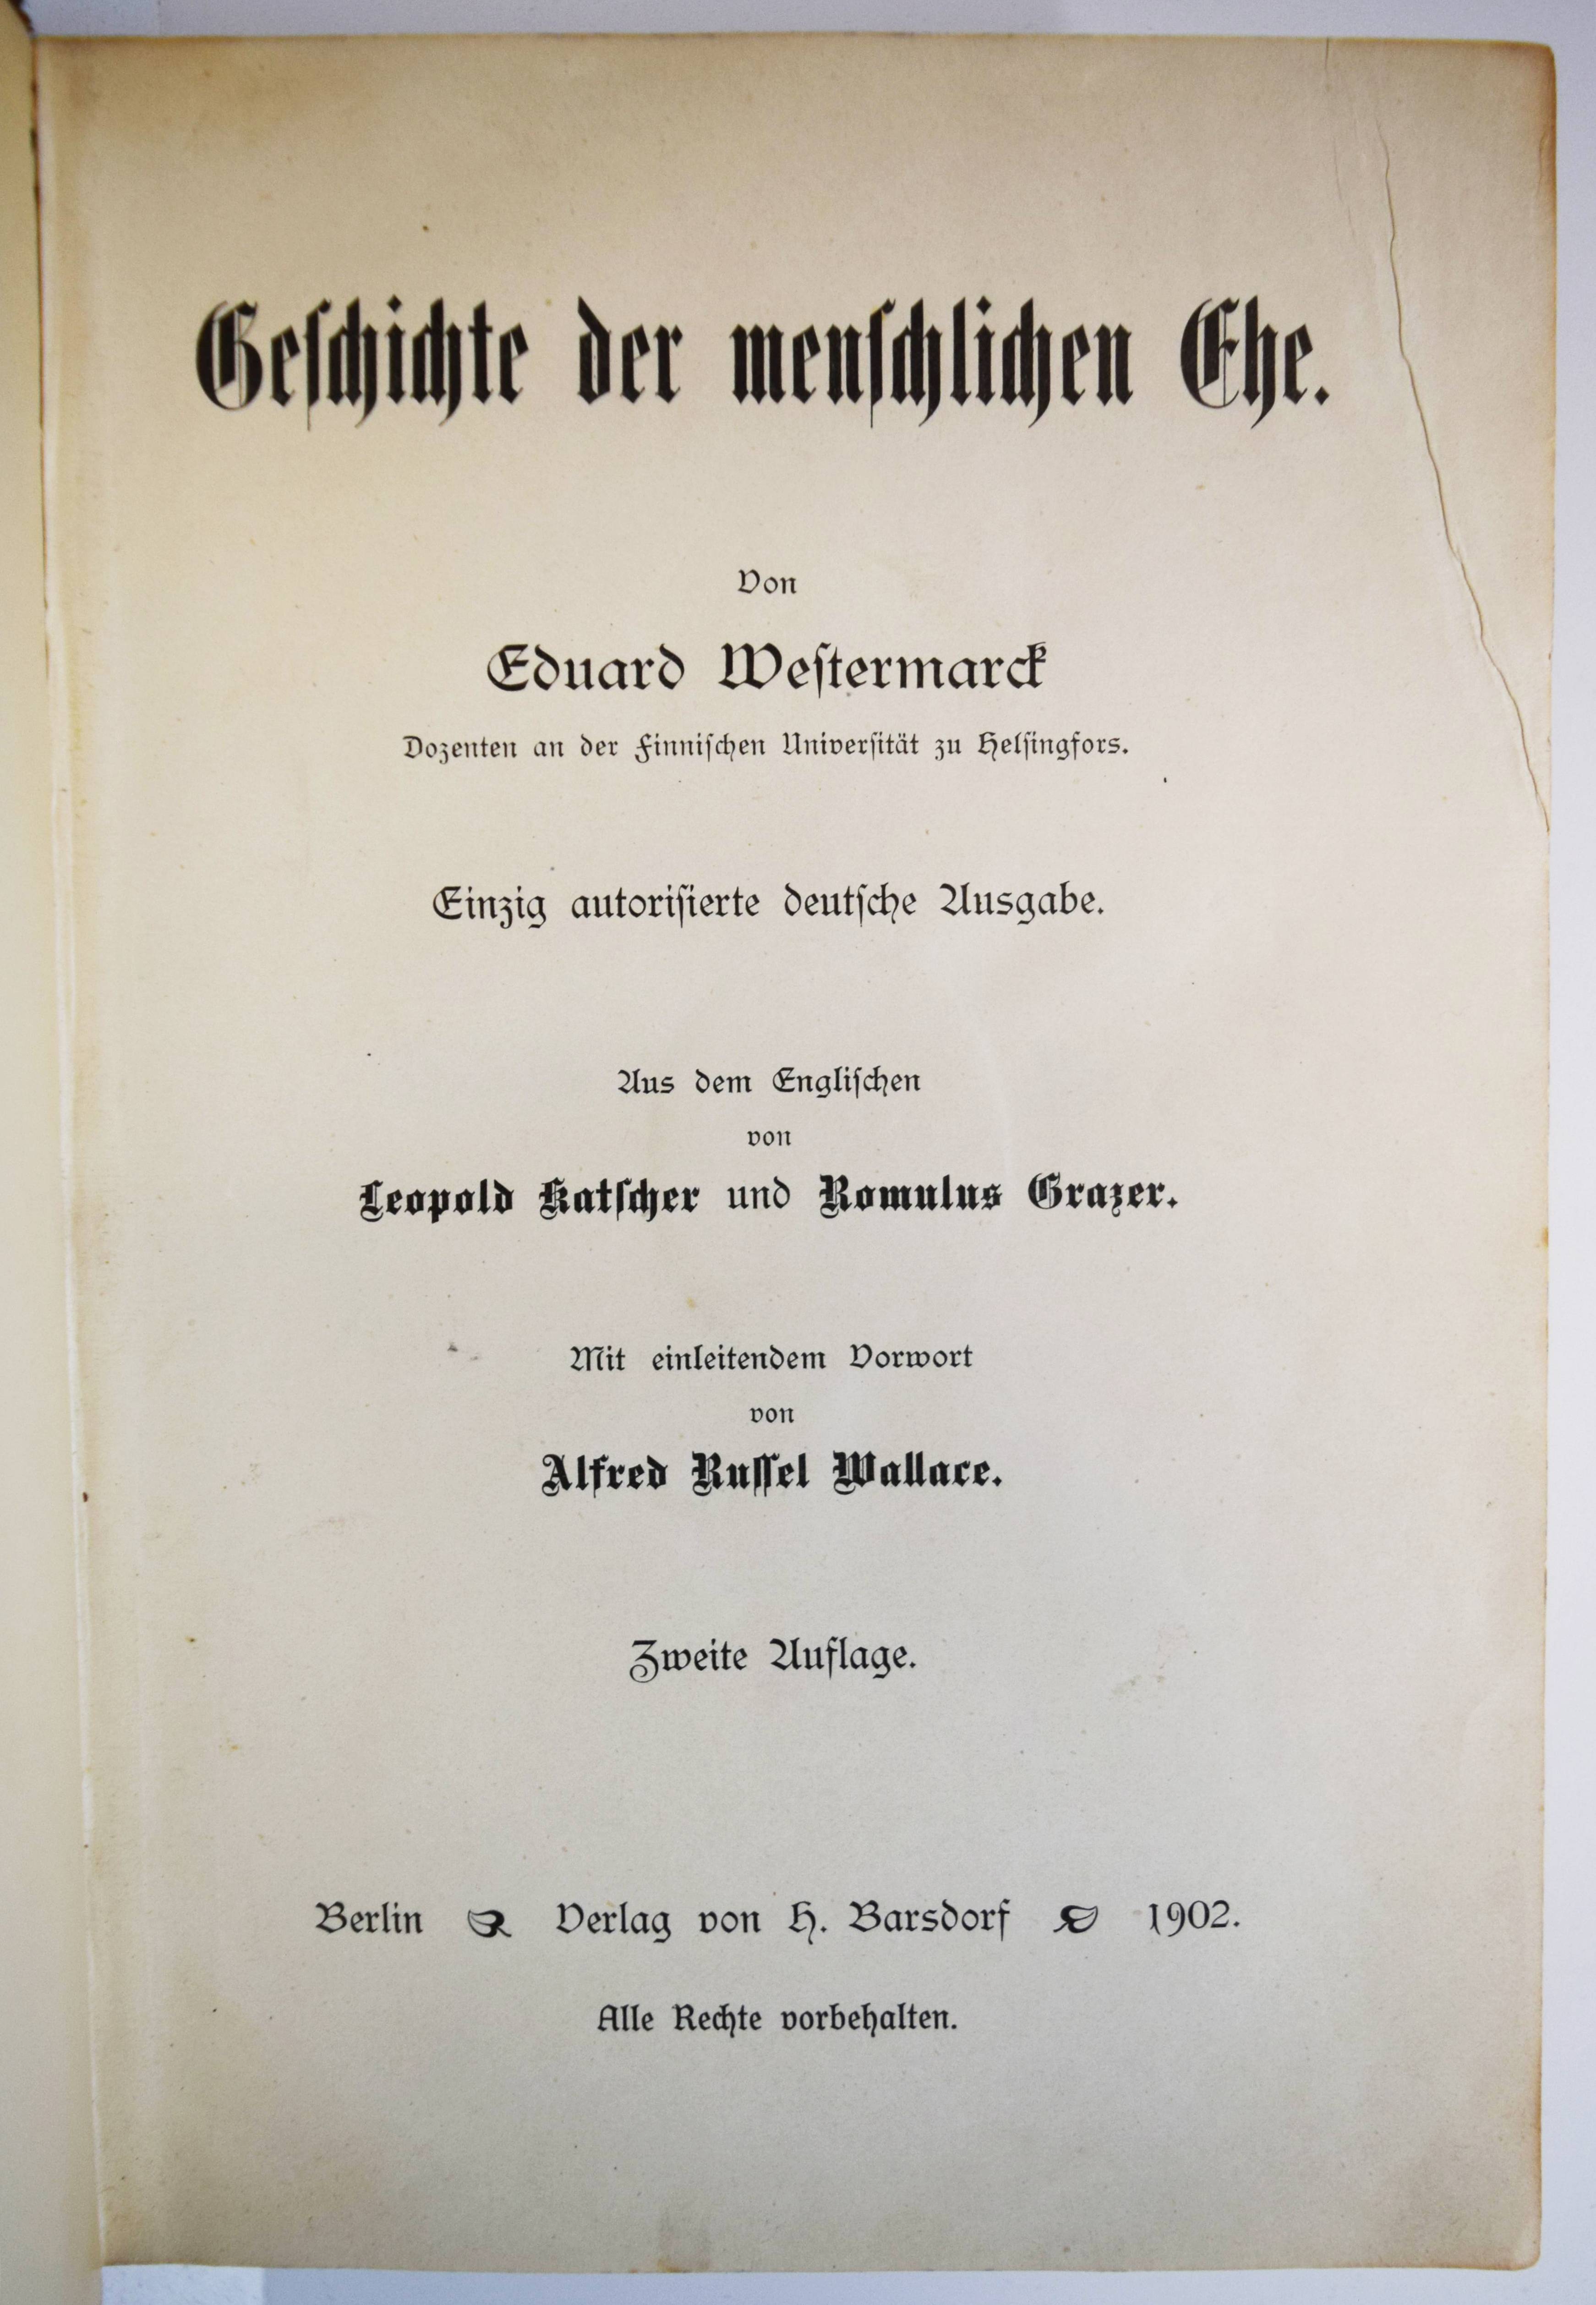 Geſchichte der menſchlichen Ehe.
Von
Eduard Weſtermarck
Dozenten an der Finniſchen Univerſität zu Helſingfors.
Einzig autoriſierte deutſche Ausgabe.
Aus dem Engliſchen
von
Leopold Katſcher und Romulus Grazer.
Mit einleitendem Vorwort
von
Alfred Ruſſel Wallace.
Zweite Auflage.
Berlin Verlag von H. Barsdorf 1902.
Alle Rechte vorbehalten.